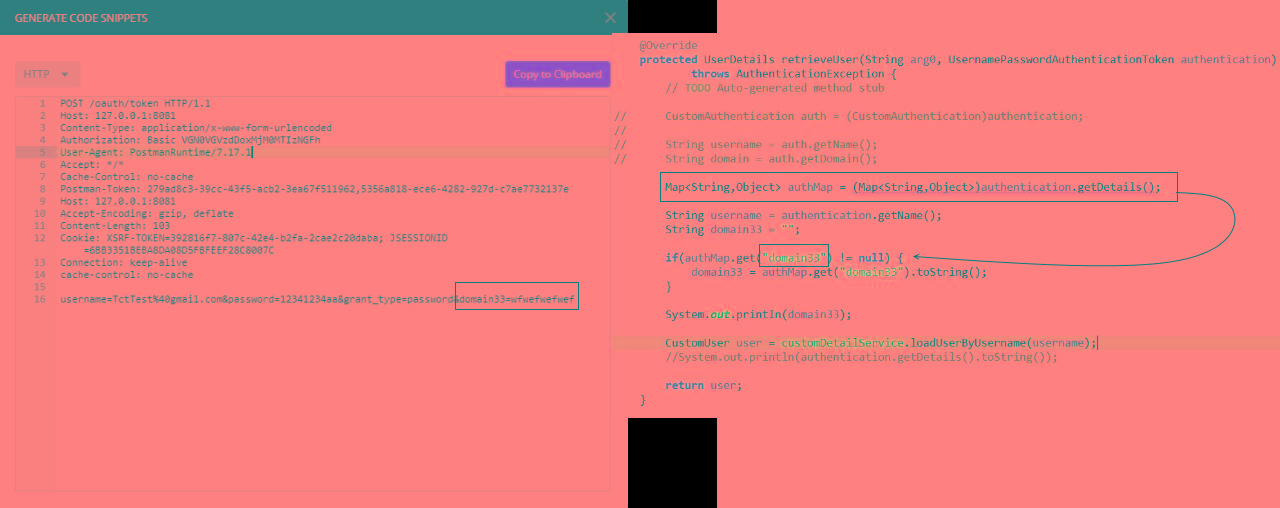 GENERATE CODE SNIPPETS
HTTP
Copy to Clipboard
1 POST /oauth/token HTTP/1.1
2 Host: 127.0.0.1:8081
3 Content-Type: application/x-www-form-urlencoded
4 Authorization: Basic VGN0VGVzdDoxMjM0MTIzNGFh
5 User-Agent: PostmanRuntime/7.17.1
6 Accept: */*
7 Cache-Control: no-cache
8 Postman-Token: 279ad8c3-39cc-43f5-acb2-3ea67f511962,5356a818-ece6-4282-927d-c7ae7732137e
9 Host: 127.0.0.1:8081
10 Accept-Encoding: gzip, deflate
11 Content-Length: 103
12 Cookie: XSRF-TOKEN=392816f7-807c-42e4-b2fa-2cae2c20daba; JSESSIONID
=6BB3351BEBA8DA08D5FBFEEF28C8007C
13 Connection: keep-alive
14 cache-control: no-cache
15
16 username=TctTest%40gmail.com&password=12341234aa&grant_type=password&domain33=wfwefwefwef
@Override
protected UserDetails retrieveUser(String arg0, UsernamePasswordAuthenticationToken authentication)
throws AuthenticationException {
// TODO Auto-generated method stub
// CustomAuthentication auth = (CustomAuthentication)authentication;
//
// String username = auth.getName();
// String domain = auth.getDomain();
Map<String,Object> authMap = (Map<String,Object>)authentication.getDetails();
String username = authentication.getName();
String domain33 = "";
if(authMap.get("domain33") != null) {
domain33 = authMap.get("domain33").toString();
}
System.out.println(domain33);
CustomUser user = customDetailService.loadUserByUsername(username);
//System.out.println(authentication.getDetails().toString());
return user;
}